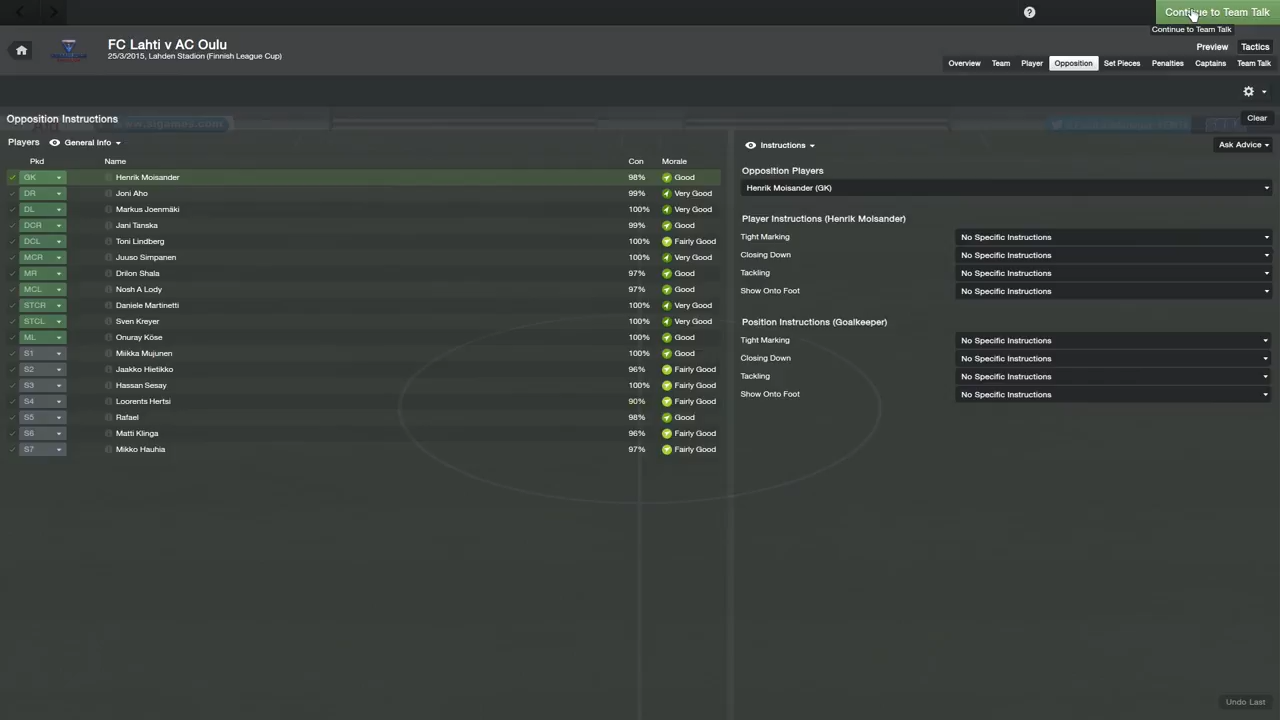 Continue to Team Talk
Continue to Team Talk
FC Lahti v AC Oulu
25/3/2015, Lahden Stadion (Finnish League Cup)
Preview Tactics
Overview Team Player Opposition Set Pieces Penalties Captains Team Talk
Opposition Instructions
www.sigames.com
Clear
Players General Info
Instructions
Ask Advice
Pkd Name Con Morale
GK Henrik Moisander 98% Good
DR Joni Aho 99% Very Good
DL Markus Joenmäki 100% Very Good
DCR Jani Tanska 99% Good
DCL Toni Lindberg 100% Fairly Good
MCR Juuso Simpanen 100% Very Good
MR Drilon Shala 97% Good
MCL Nosh A Lody 97% Good
STCR Daniele Martinetti 100% Very Good
STCL Sven Kreyer 100% Very Good
ML Onuray Köse 100% Good
S1 Miikka Mujunen 100% Good
S2 Jaakko Hietikko 96% Fairly Good
S3 Hassan Sesay 100% Fairly Good
S4 Loorents Hertsi 90% Fairly Good
S5 Rafael 98% Good
S6 Matti Klinga 96% Fairly Good
S7 Mikko Hauhia 97% Fairly Good
Opposition Players
Henrik Moisander (GK)
Player Instructions (Henrik Moisander)
Tight Marking No Specific Instructions
Closing Down No Specific Instructions
Tackling No Specific Instructions
Show Onto Foot No Specific Instructions
Position Instructions (Goalkeeper)
Tight Marking No Specific Instructions
Closing Down No Specific Instructions
Tackling No Specific Instructions
Show Onto Foot No Specific Instructions
Undo Last